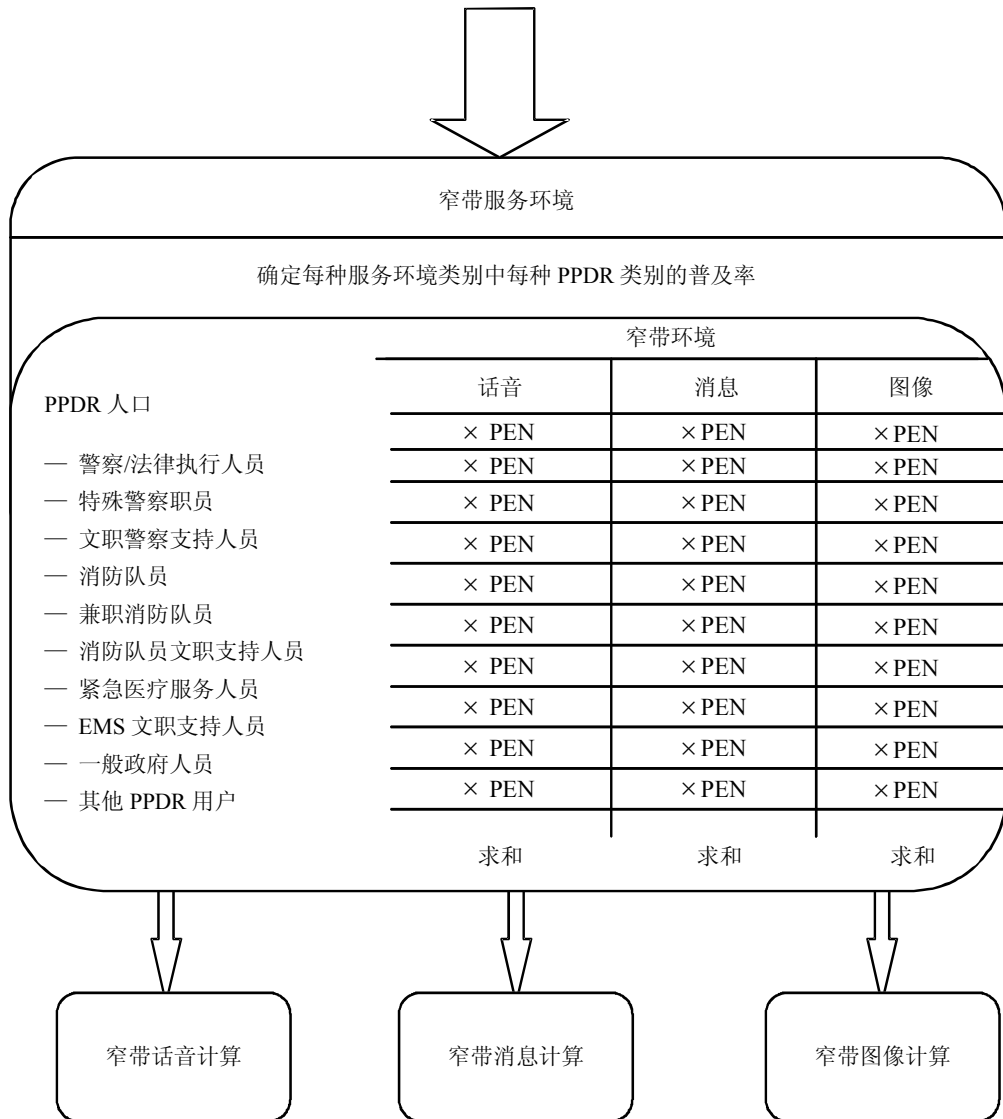 窄带服务环境
确定每种服务环境类别中每种 PPDR 类别的普及率
窄带环境
话音 消息 图像
PPDR 人口
× PEN × PEN × PEN
— 警察/法律执行人员 × PEN × PEN × PEN
— 特殊警察职员 × PEN × PEN × PEN
— 文职警察支持人员 × PEN × PEN × PEN
— 消防队员 × PEN × PEN × PEN
— 兼职消防队员 × PEN × PEN × PEN
— 消防队员文职支持人员 × PEN × PEN × PEN
— 紧急医疗服务人员 × PEN × PEN × PEN
— EMS 文职支持人员 × PEN × PEN × PEN
— 一般政府人员 × PEN × PEN × PEN
— 其他 PPDR 用户
求和 求和 求和
窄带话音计算 窄带消息计算 窄带图像计算